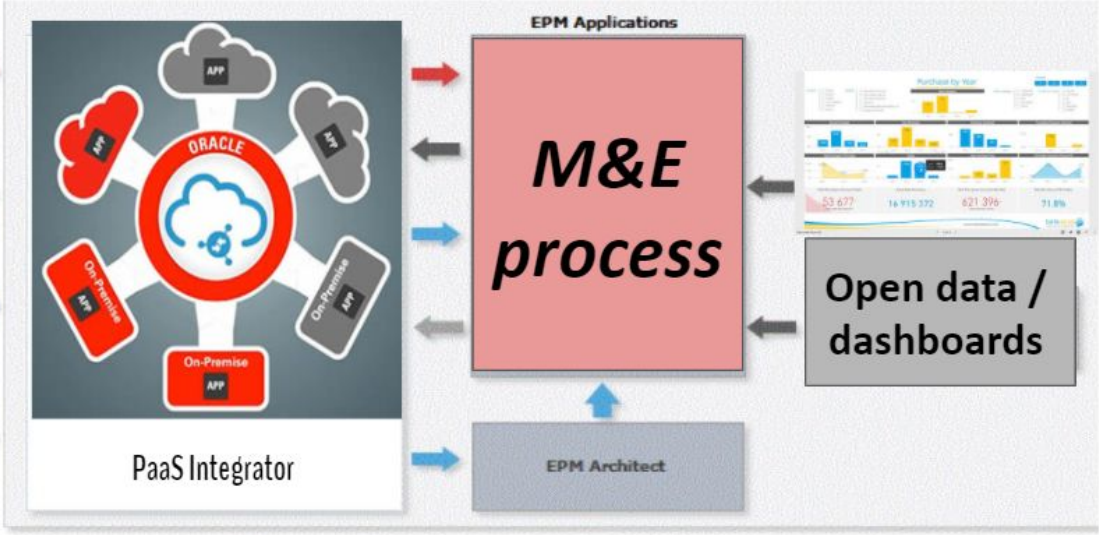 EPM Applications
APP
APP
APP
ORACLE
On-Premise
APP
On-Premise
APP
On-Premise
APP
PaaS Integrator
M&E
process
EPM Architect
Purchase by Year
53 677
16 915 372
621 396
71.8%
Open data /
dashboards